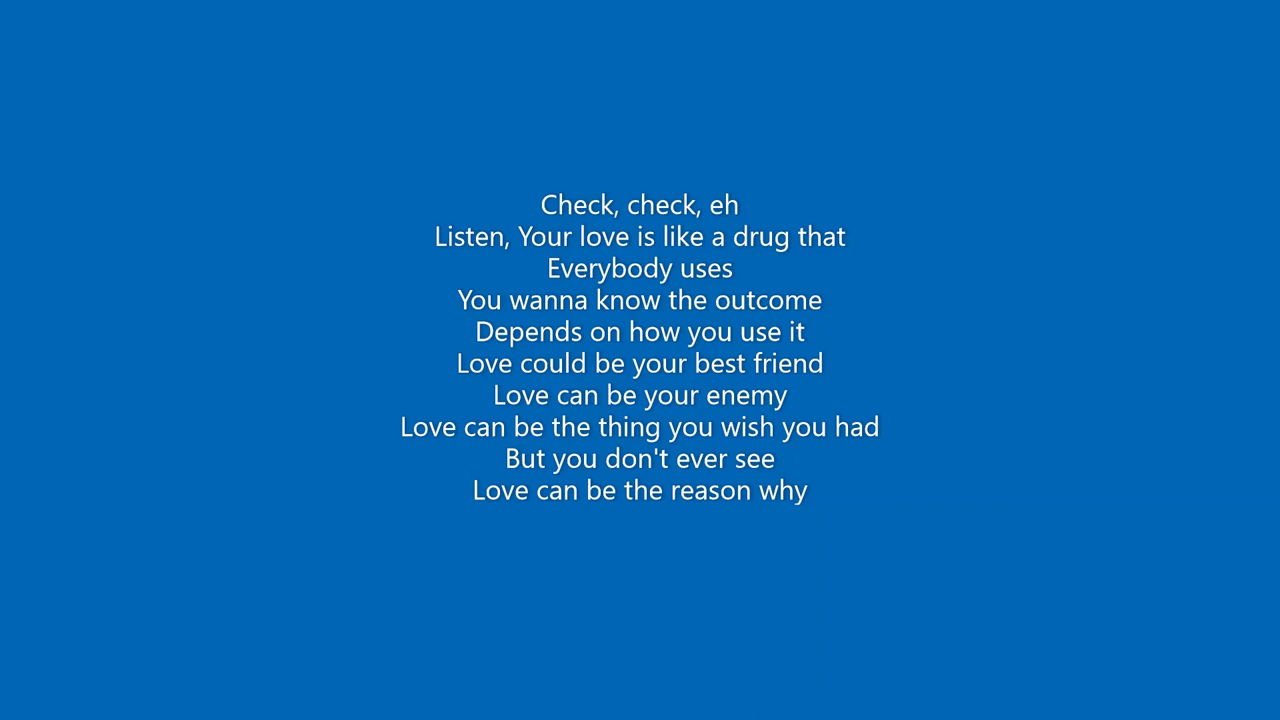 Check, check, eh
Listen, Your love is like a drug that
Everybody uses
You wanna know the outcome
Depends on how you use it
Love could be your best friend
Love can be your enemy
Love can be the thing you wish you had
But you don't ever see
Love can be the reason why